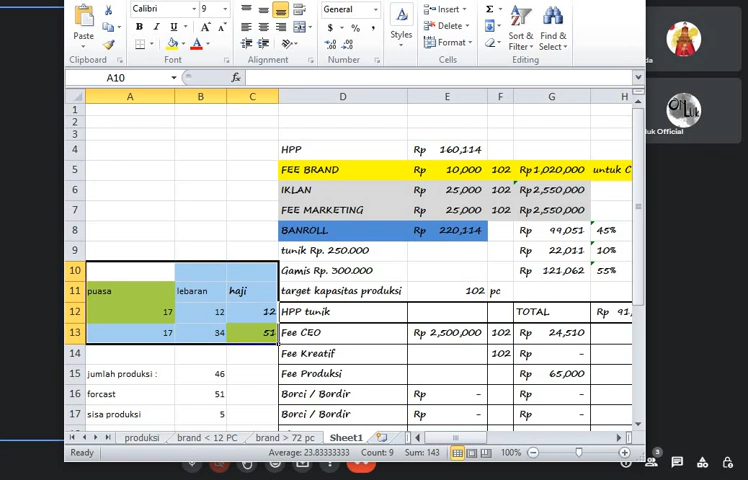 Calibri 9 General
Paste
B I U
Styles
Insert
Delete
Format
Sort & Filter
Find & Select
Clipboard Font Alignment Number Cells Editing
A10 fx
A B C D E F G H
1
2
3
4 HPP Rp 160,114
5 FEE BRAND Rp 10,000 102 Rp1,020,000 untuk C
6 IKLAN Rp 25,000 102 Rp2,550,000
7 FEE MARKETING Rp 25,000 102 Rp2,550,000
8 BANROLL Rp 220,114 Rp 99,051 45%
9 tunik Rp. 250.000 Rp 22,011 10%
10 Gamis Rp. 300.000 Rp 121,062 55%
11 puasa lebaran haji target kapasitas produksi 102 pc
12 17 12 12 HPP tunik TOTAL Rp 91,
13 17 34 51 Fee CEO Rp 2,500,000 102 Rp 24,510
14 Fee Kreatif 102 Rp -
15 jumlah produksi : 46 Fee Produksi Rp 65,000
16 forcast 51 Borci / Bordir Rp - Rp -
17 sisa produksi 5 Borci / Bordir Rp - Rp -
produksi brand < 12 PC brand > 72 pc Sheet1
Ready Average: 23.83333333 Count: 9 Sum: 143 100%
da
uk Official
3